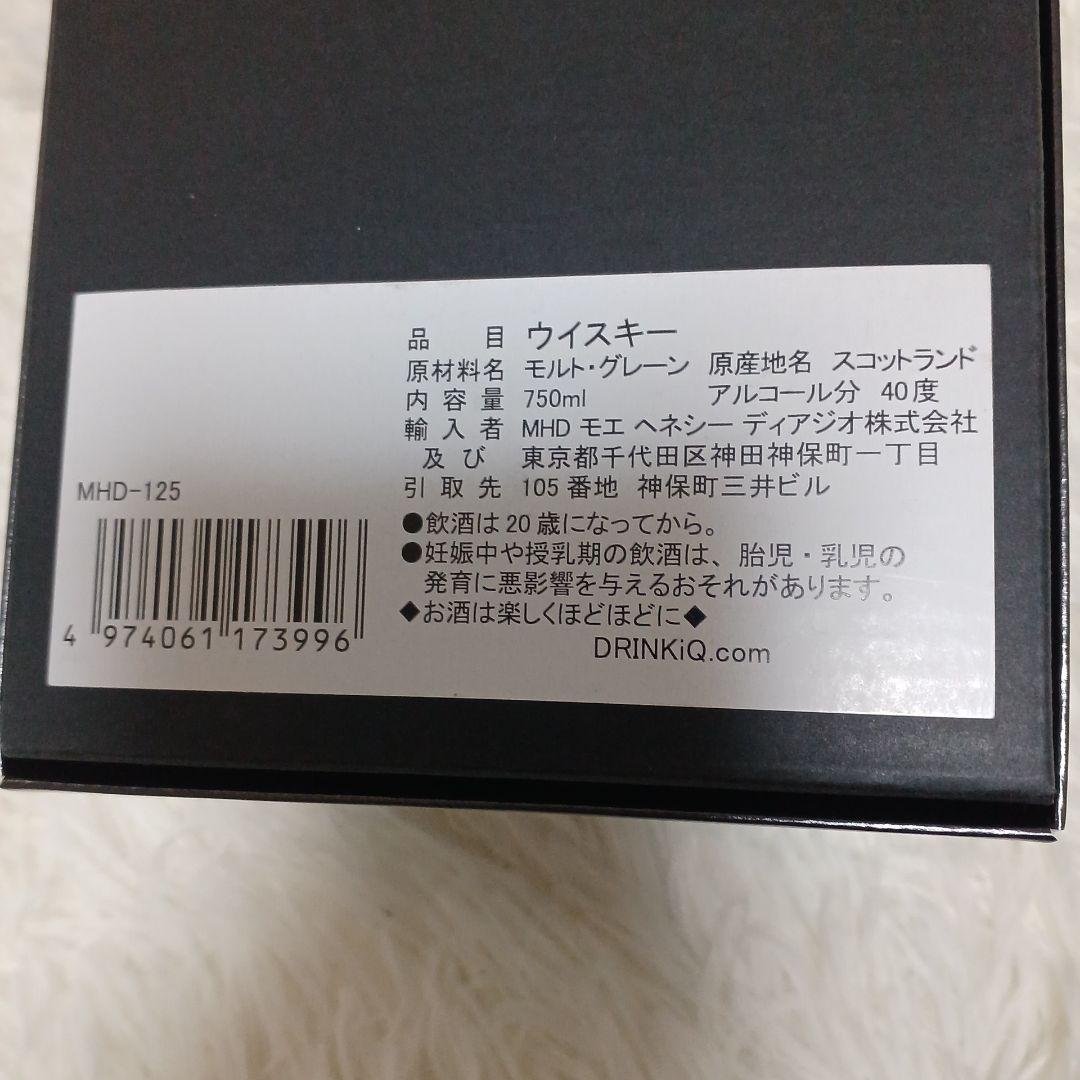 品目 ウイスキー
原材料名 モルト・グレーン 原産地名 スコットランド
内容量 750ml アルコール分 40度
輸入者 MHD モエ ヘネシー ディアジオ株式会社
及び 東京都千代田区神田神保町一丁目
引取先 105番地 神保町三井ビル
●飲酒は20歳になってから。
●妊娠中や授乳期の飲酒は、胎児・乳児の
発育に悪影響を与えるおそれがあります。
◆お酒は楽しくほどほどに◆
DRINKiQ.com
MHD-125
4 974061 173996